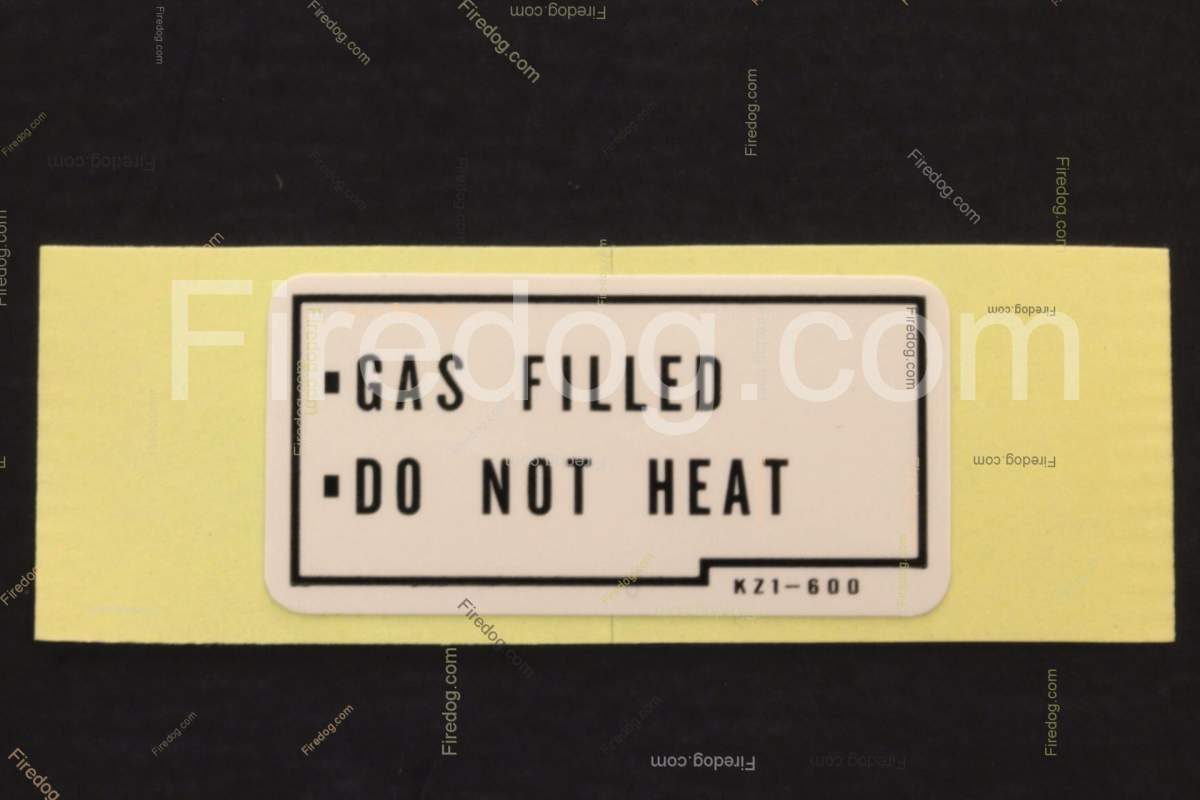 Firedog.com
▪GAS FILLED
▪DO NOT HEAT
KZ1-600